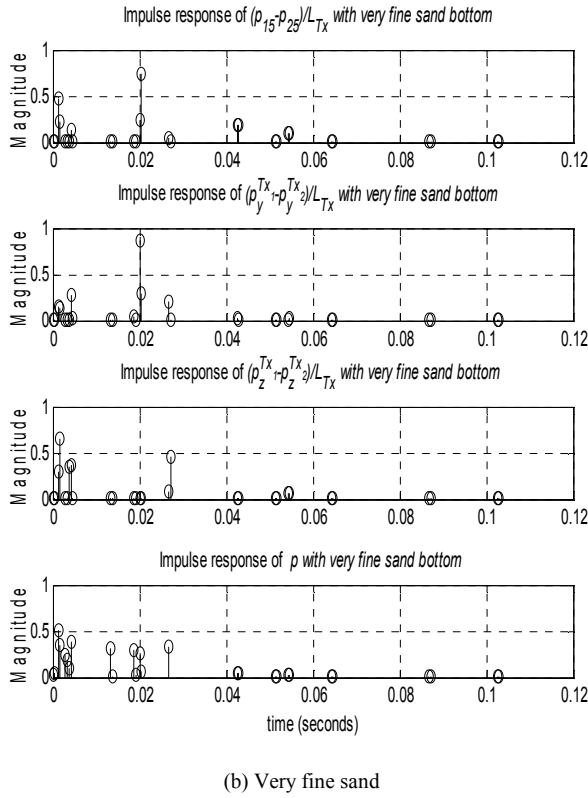 Impulse response of (p15-p25)/LTx with very fine sand bottom
Magnitude
1
0.5
0
0 0.02 0.04 0.06 0.08 0.1 0.12
Impulse response of (pyTx1-pyTx2)/LTx with very fine sand bottom
Magnitude
1
0.5
0
0 0.02 0.04 0.06 0.08 0.1 0.12
Impulse response of (pzTx1-pzTx2)/LTx with very fine sand bottom
Magnitude
1
0.5
0
0 0.02 0.04 0.06 0.08 0.1 0.12
Impulse response of p with very fine sand bottom
Magnitude
1
0.5
0
0 0.02 0.04 0.06 0.08 0.1 0.12
time (seconds)
(b) Very fine sand